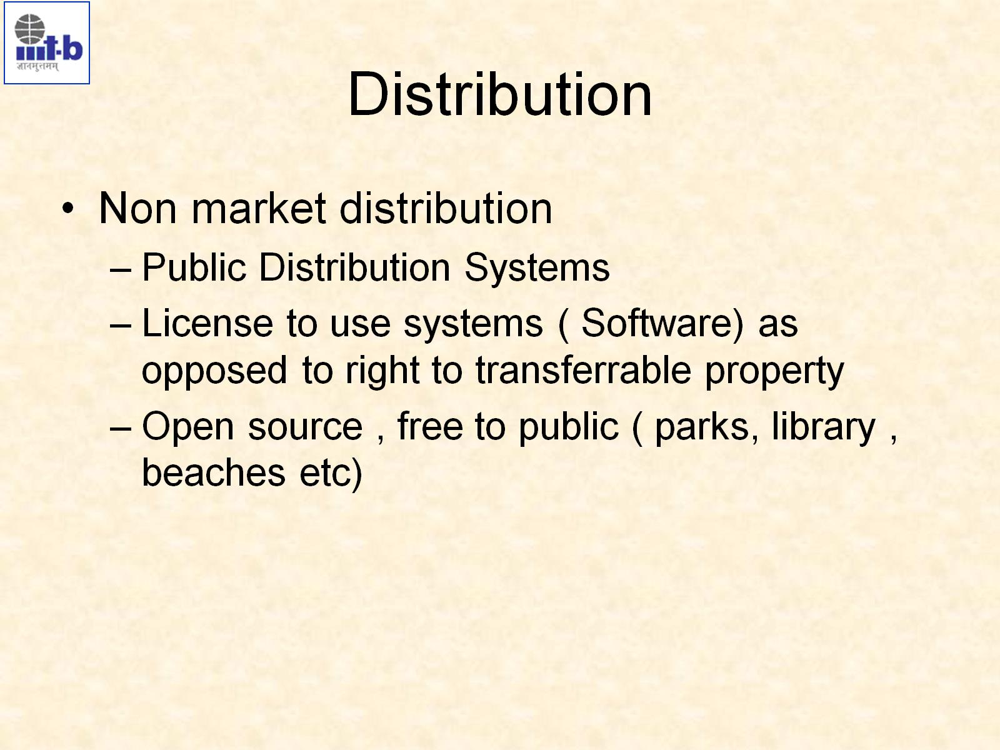 iiit-b
ज्ञानमुत्तमम्
Distribution
• Non market distribution
– Public Distribution Systems
– License to use systems ( Software) as
opposed to right to transferrable property
– Open source , free to public ( parks, library ,
beaches etc)